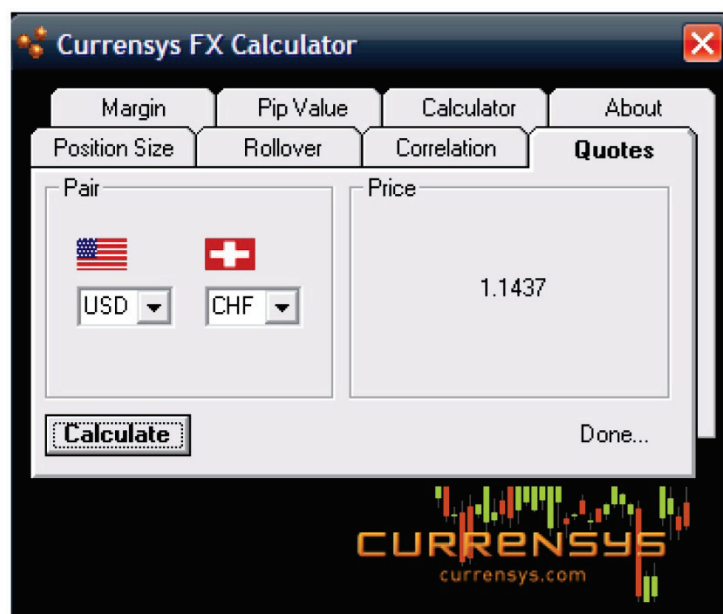 Currensys FX Calculator
Margin Pip Value Calculator About
Position Size Rollover Correlation Quotes
Pair Price
USD CHF
1.1437
Calculate Done...
CURRENSYS
currensys.com